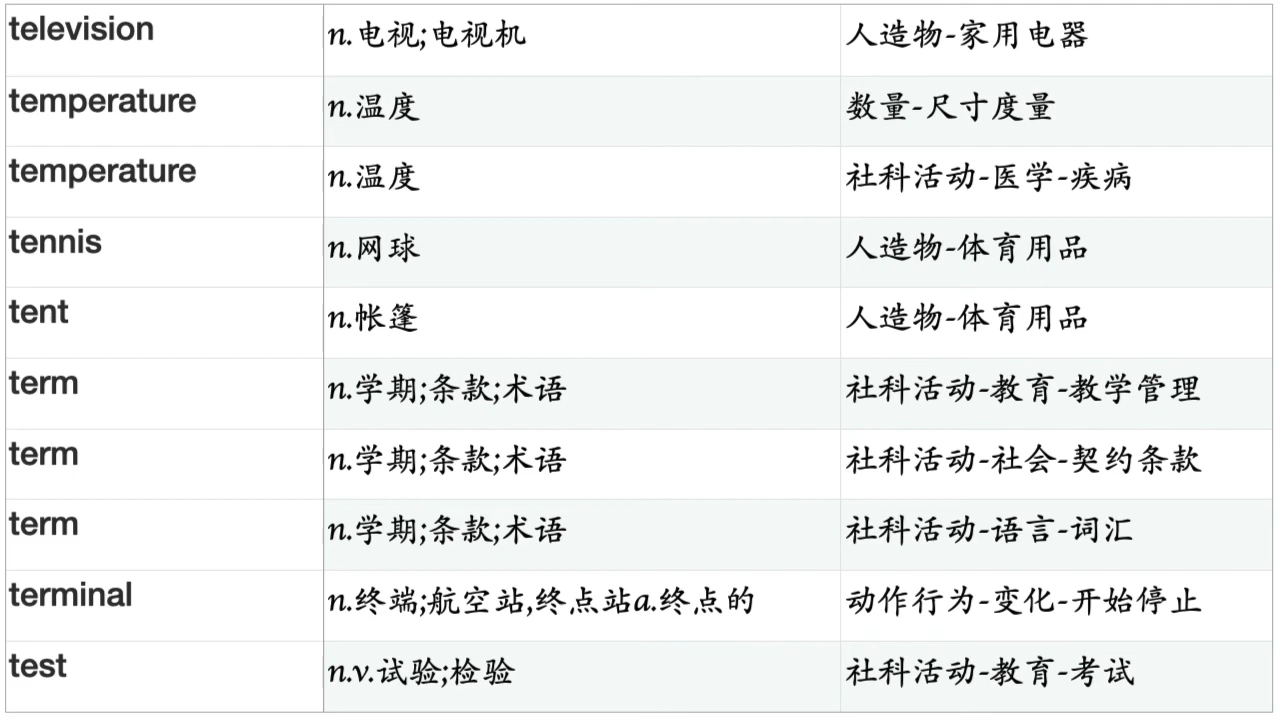 television n.电视;电视机 人造物-家用电器
temperature n.温度 数量-尺寸度量
temperature n.温度 社科活动-医学-疾病
tennis n.网球 人造物-体育用品
tent n.帐篷 人造物-体育用品
term n.学期;条款;术语 社科活动-教育-教学管理
term n.学期;条款;术语 社科活动-社会-契约条款
term n.学期;条款;术语 社科活动-语言-词汇
terminal n.终端;航空站,终点站a.终点的 动作行为-变化-开始停止
test n.v.试验;检验 社科活动-教育-考试